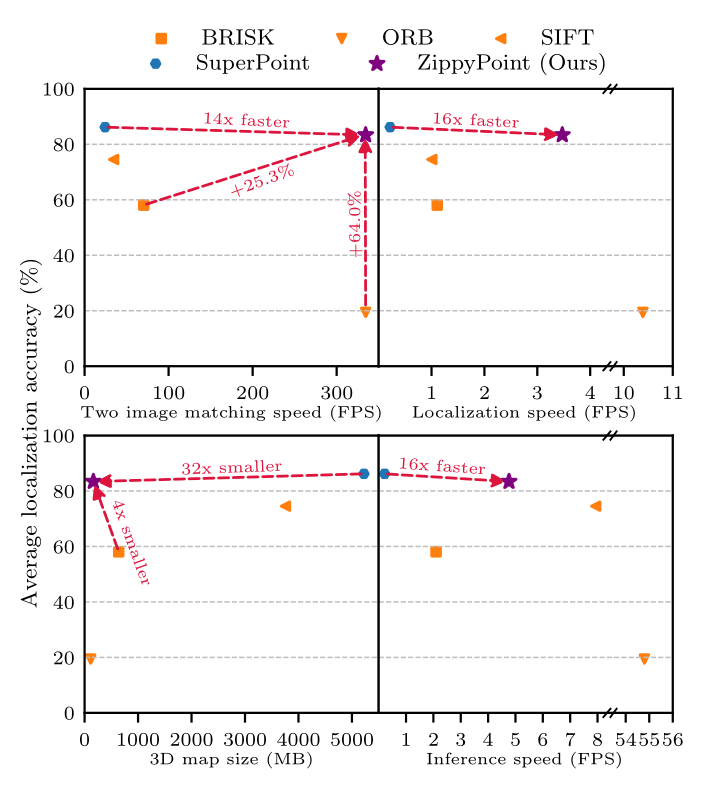 BRISK ORB SIFT
SuperPoint ZippyPoint (Ours)
Average localization accuracy (%)
100
80
60
40
20
0
14x faster
+25.3%
+64.0%
16x faster
0 100 200 300 1 2 3 4 10 11
Two image matching speed (FPS) Localization speed (FPS)
100
80
60
40
20
0
32x smaller
4x smaller
16x faster
0 1000 2000 3000 4000 5000 1 2 3 4 5 6 7 8 54 55 56
3D map size (MB) Inference speed (FPS)